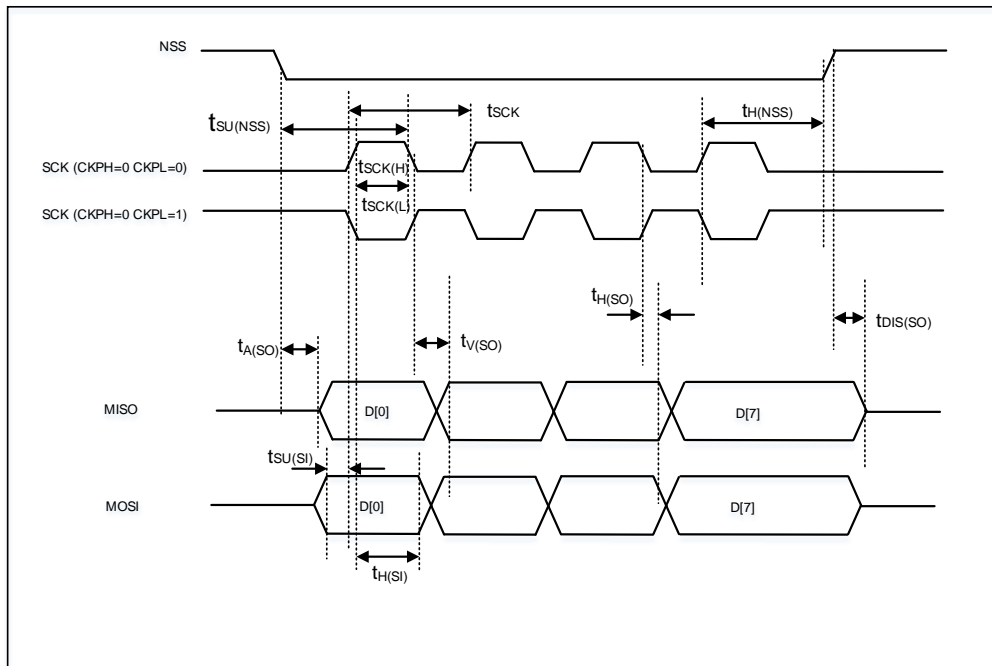 NSS
tSCK
tH(NSS)
tSU(NSS)
SCK (CKPH=0 CKPL=0)
tSCK(H)
tSCK(L)
SCK (CKPH=0 CKPL=1)
tH(SO)
tDIS(SO)
tV(SO)
tA(SO)
MISO
D[0]
D[7]
tSU(SI)
MOSI
D[0]
D[7]
tH(SI)